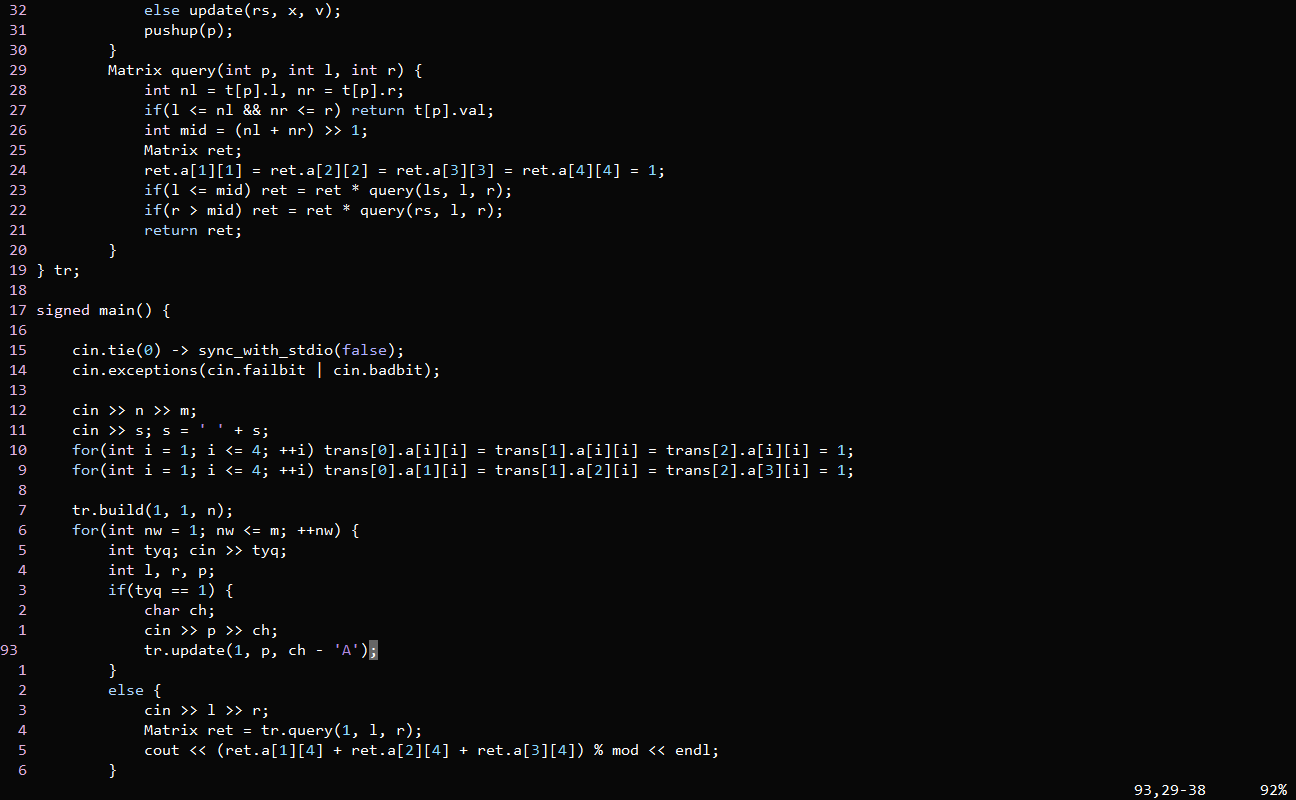 32             else update(rs, x, v);
31             pushup(p);
30         }
29         Matrix query(int p, int l, int r) {
28             int nl = t[p].l, nr = t[p].r;
27             if(l <= nl && nr <= r) return t[p].val;
26             int mid = (nl + nr) >> 1;
25             Matrix ret;
24             ret.a[1][1] = ret.a[2][2] = ret.a[3][3] = ret.a[4][4] = 1;
23             if(l <= mid) ret = ret * query(ls, l, r);
22             if(r > mid) ret = ret * query(rs, l, r);
21             return ret;
20         }
19 } tr;
18
17 signed main() {
16
15     cin.tie(0) -> sync_with_stdio(false);
14     cin.exceptions(cin.failbit | cin.badbit);
13
12     cin >> n >> m;
11     cin >> s; s = ' ' + s;
10     for(int i = 1; i <= 4; ++i) trans[0].a[i][i] = trans[1].a[i][i] = trans[2].a[i][i] = 1;
9     for(int i = 1; i <= 4; ++i) trans[0].a[1][i] = trans[1].a[2][i] = trans[2].a[3][i] = 1;
8
7     tr.build(1, 1, n);
6     for(int nw = 1; nw <= m; ++nw) {
5         int tyq; cin >> tyq;
4         int l, r, p;
3         if(tyq == 1) {
2             char ch;
1             cin >> p >> ch;
93             tr.update(1, p, ch - 'A');
1         }
2         else {
3             cin >> l >> r;
4             Matrix ret = tr.query(1, l, r);
5             cout << (ret.a[1][4] + ret.a[2][4] + ret.a[3][4]) % mod << endl;
6         }
93,29-38 92%